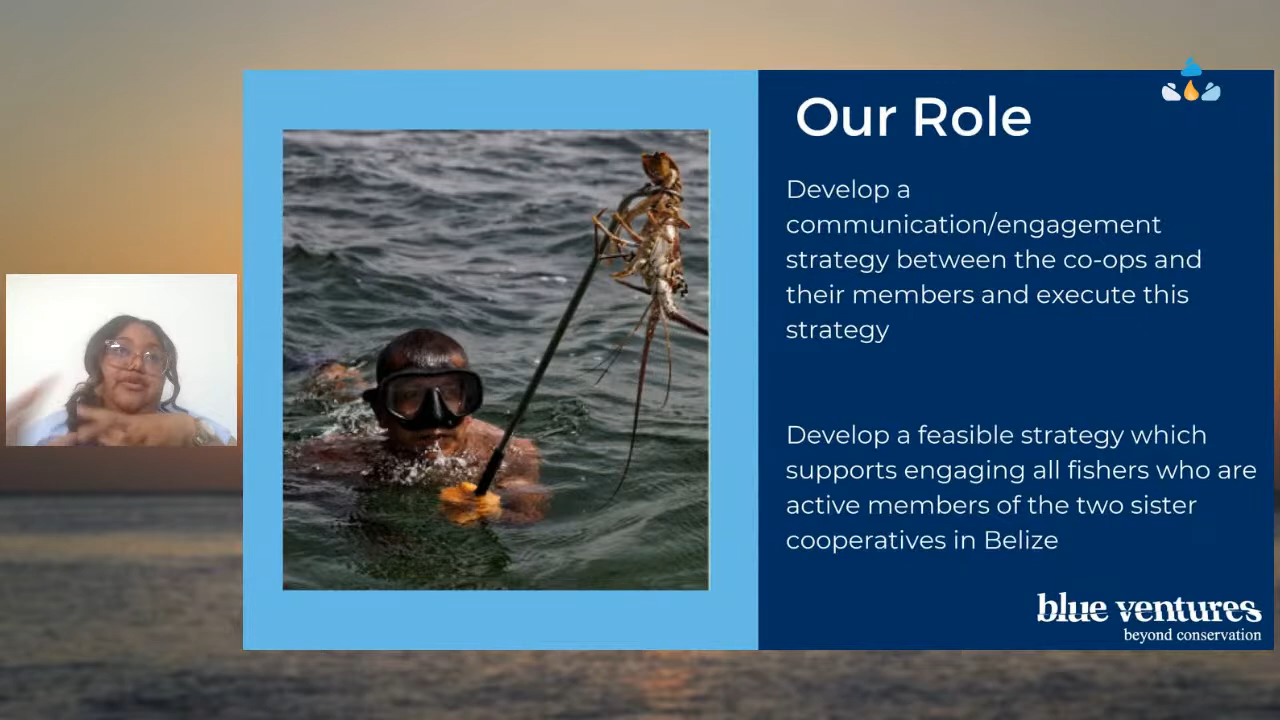 Our Role
Develop a
communication/engagement
strategy between the co-ops and
their members and execute this
strategy
Develop a feasible strategy which
supports engaging all fishers who are
active members of the two sister
cooperatives in Belize
blue ventures
beyond conservation